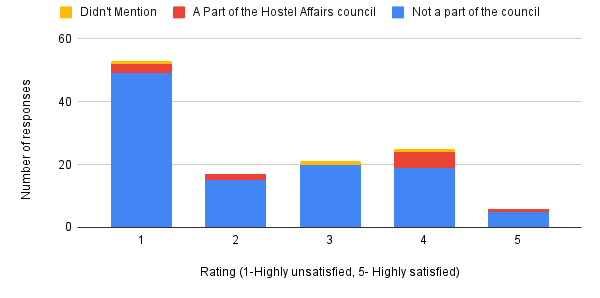 Didn't Mention
A Part of the Hostel Affairs council
Not a part of the council
Number of responses
60
40
20
0
1
2
3
4
5
Rating (1-Highly unsatisfied, 5- Highly satisfied)